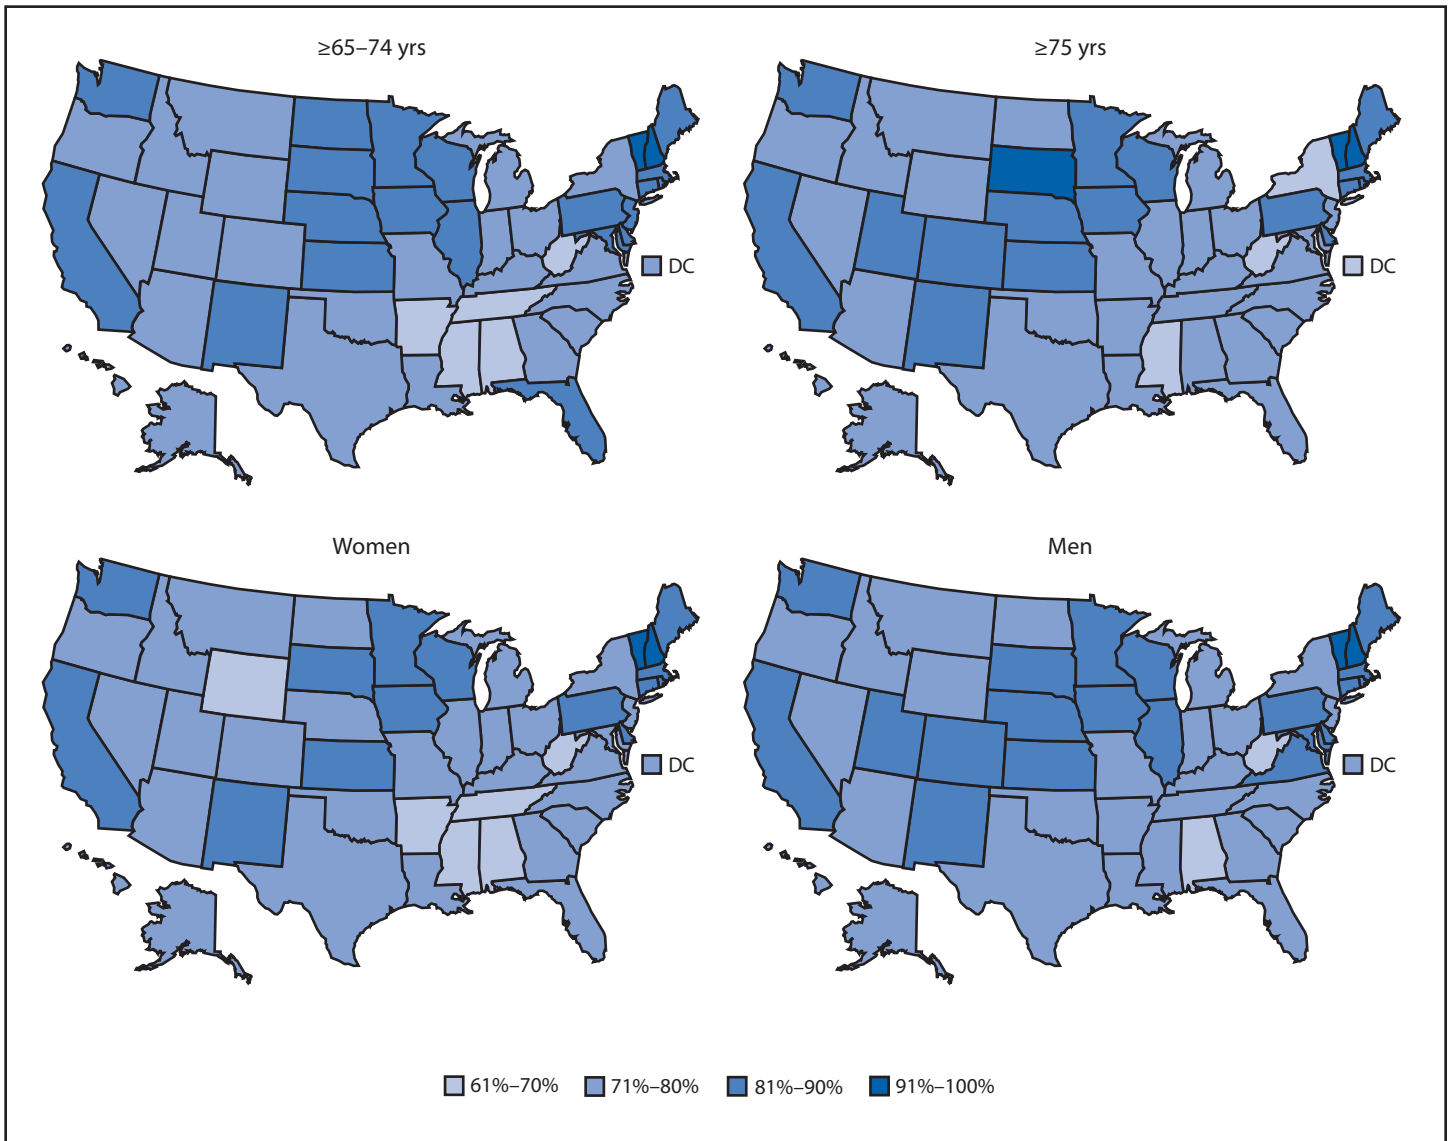 ≥65–74 yrs
≥75 yrs
DC
DC
Women
Men
DC
DC
61%–70%
71%–80%
81%–90%
91%–100%